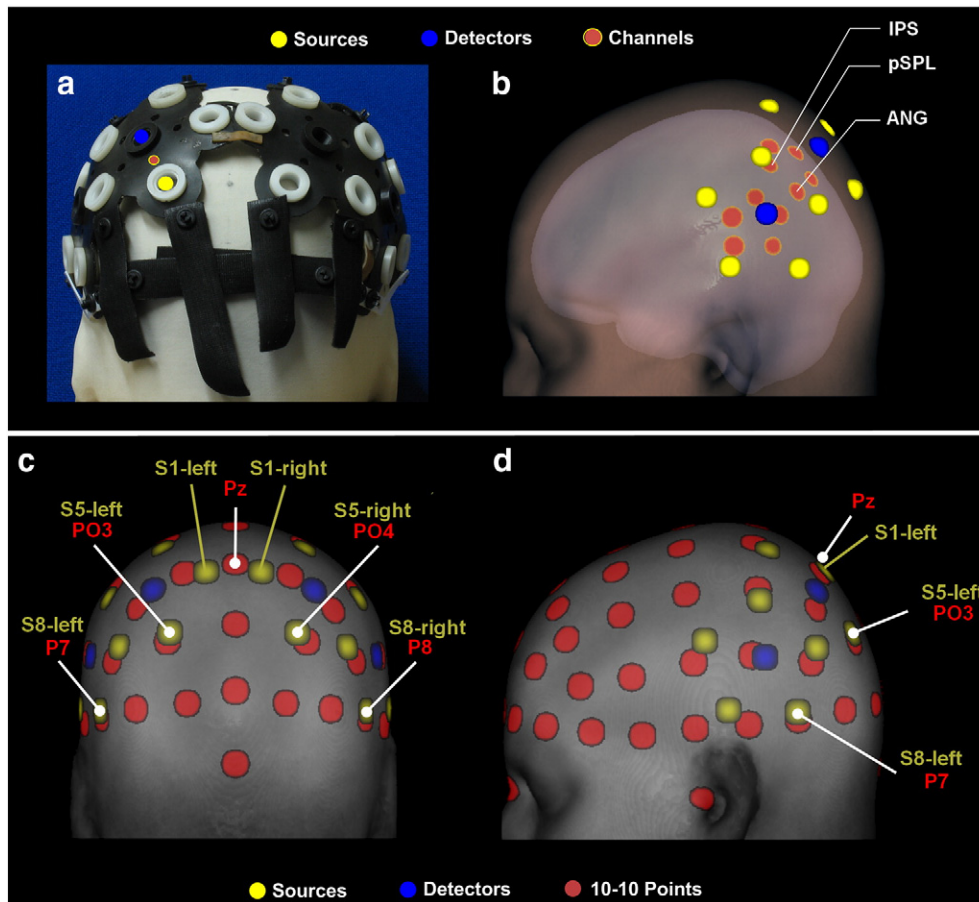 Sources Detectors Channels
a
b
IPS
pSPL
ANG
c
S1-left
S1-right
Pz
S5-left
PO3
S5-right
PO4
S8-left
P7
S8-right
P8
d
Pz
S1-left
S5-left
PO3
S8-left
P7
Sources Detectors 10-10 Points